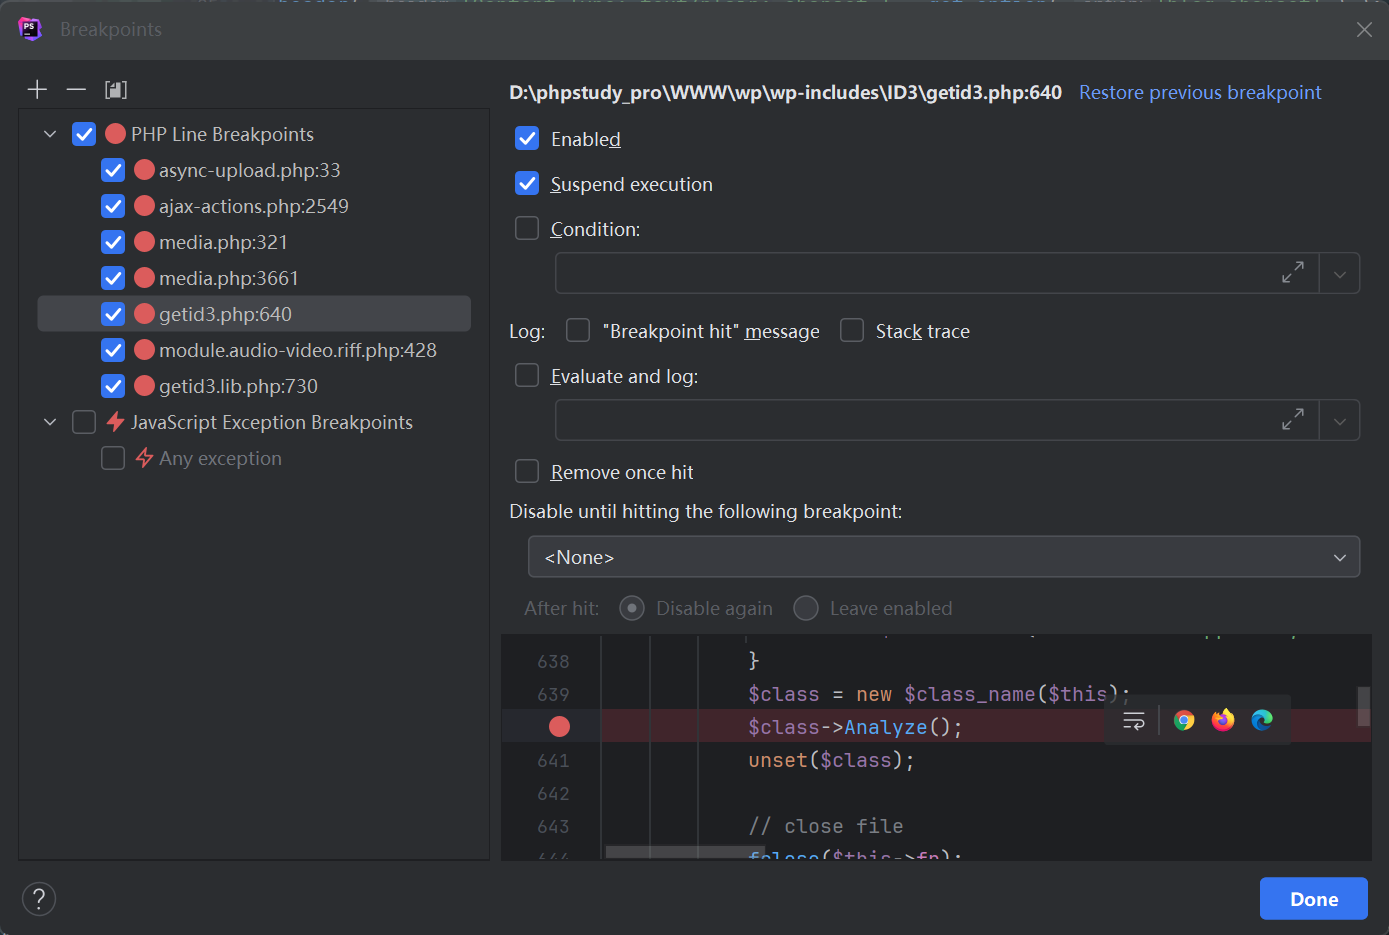 Breakpoints
D:\phpstudy_pro\WWW\wp\wp-includes\ID3\getid3.php:640 Restore previous breakpoint
PHP Line Breakpoints
async-upload.php:33
ajax-actions.php:2549
media.php:321
media.php:3661
getid3.php:640
module.audio-video.riff.php:428
getid3.lib.php:730
JavaScript Exception Breakpoints
Any exception
Enabled
Suspend execution
Condition:
Log: "Breakpoint hit" message Stack trace
Evaluate and log:
Remove once hit
Disable until hitting the following breakpoint:
<None>
After hit: Disable again Leave enabled
638 }
639 $class = new $class_name($this);
$class->Analyze();
641 unset($class);
642
643 // close file
644 fclose($this->fp);
?
Done